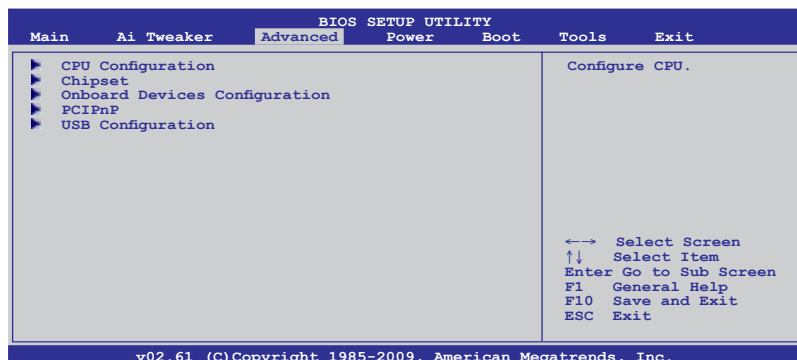 BIOS SETUP UTILITY
Main Ai Tweaker Advanced Power Boot Tools Exit
CPU Configuration
Chipset
Onboard Devices Configuration
PCIPnP
USB Configuration
Configure CPU.
←→ Select Screen
↑↓ Select Item
Enter Go to Sub Screen
F1 General Help
F10 Save and Exit
ESC Exit
v02.61 (C)Copyright 1985-2009, American Megatrends, Inc.